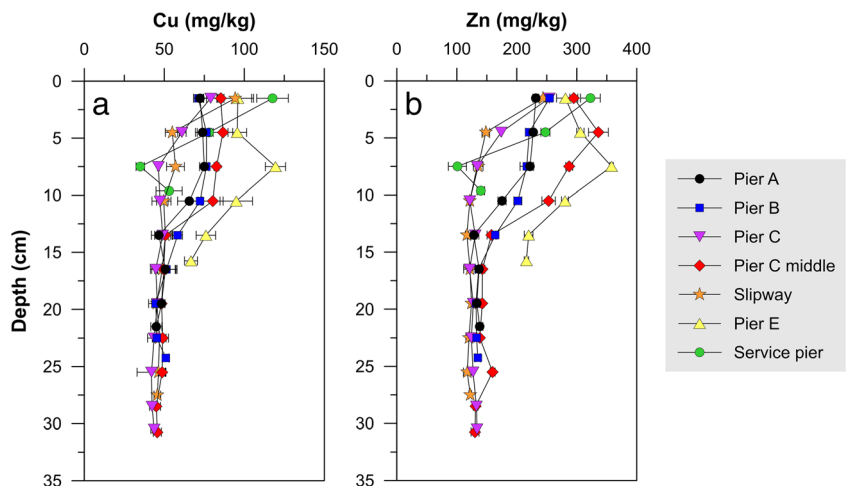 Cu (mg/kg)
Zn (mg/kg)
0 50 100 150
0 100 200 300 400
a
b
Depth (cm)
0
5
10
15
20
25
30
35
0
5
10
15
20
25
30
35
Pier A
Pier B
Pier C
Pier C middle
Slipway
Pier E
Service pier